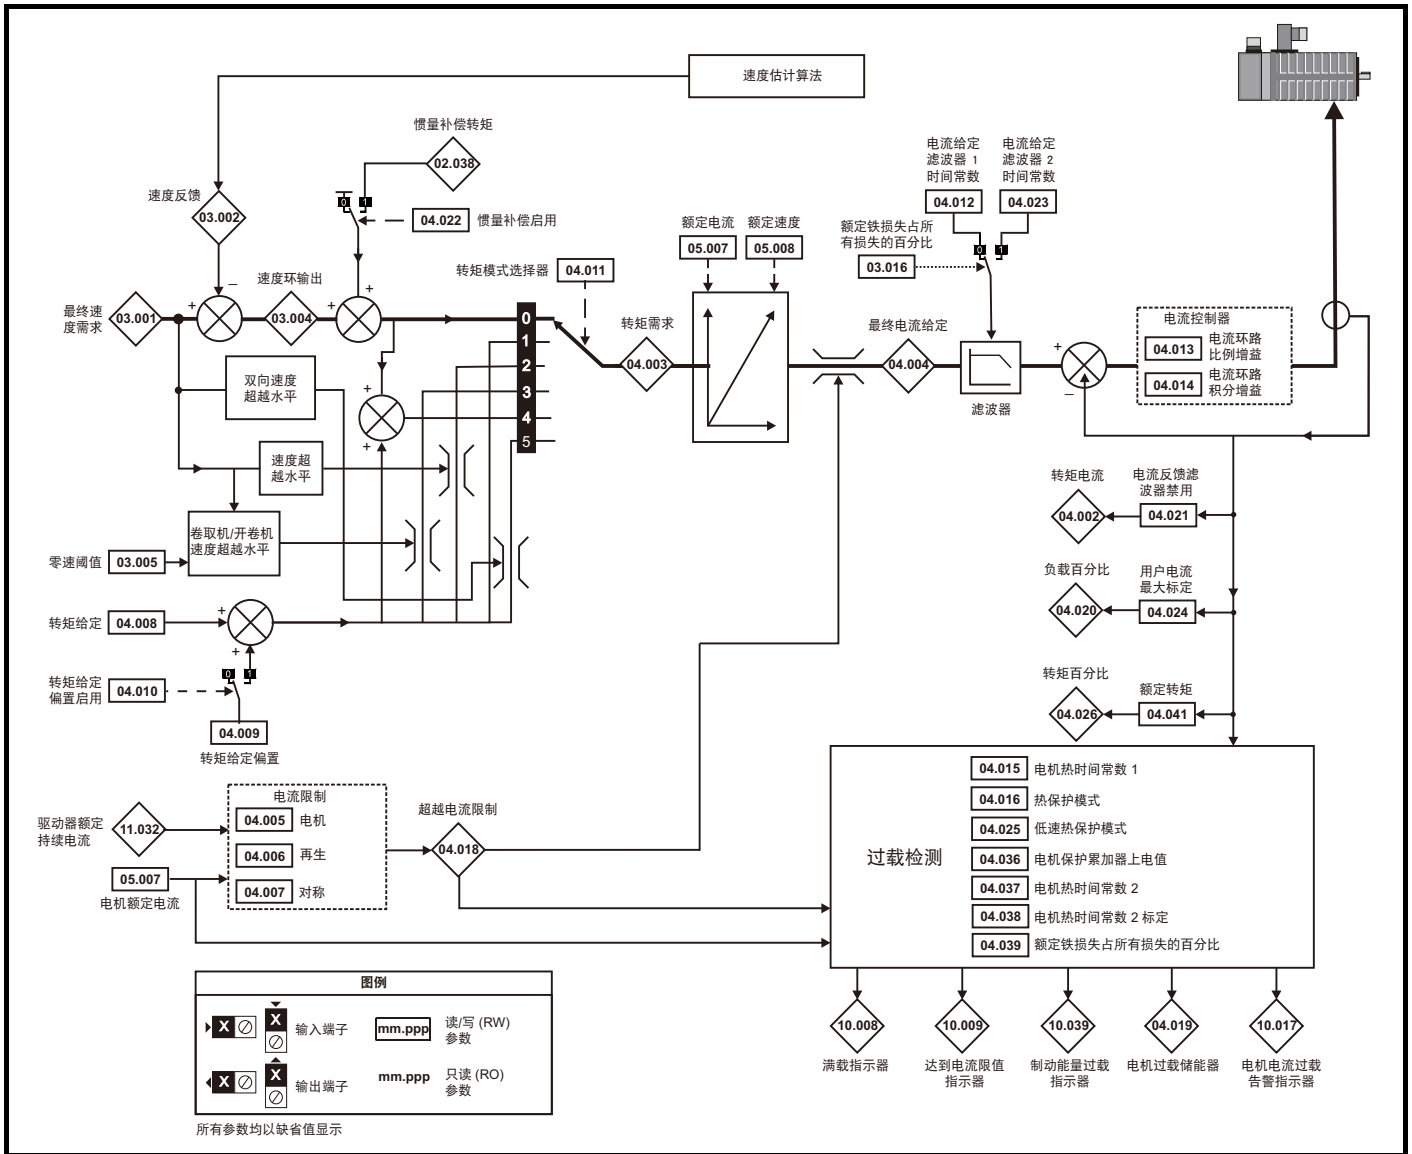 速度估计算法
惯量补偿转矩
02.038
速度反馈
03.002
0 1
04.022 惯量补偿启用
电流给定
滤波器 1
时间常数
04.012
电流给定
滤波器 2
时间常数
04.023
0 1
额定铁损失占所
有损失的百分比
03.016
额定电流
05.007
额定速度
05.008
转矩模式选择器 04.011
最终速
度需求
03.001
+
−
速度环输出
03.004
+
+
0
1
2
3
4
5
转矩需求
04.003
最终电流给定
04.004
滤波器
+
−
电流控制器
04.013 电流环路
比例增益
04.014 电流环路
积分增益
双向速度
超越水平
+
+
速度超
越水平
卷取机/开卷机
速度超越水平
零速阈值 03.005
转矩给定 04.008
+
+
0 1
转矩给定
偏置启用
04.010
04.009
转矩给定偏置
转矩电流
04.002
电流反馈滤
波器禁用
04.021
负载百分比
04.020
用户电流
最大标定
04.024
转矩百分比
04.026
额定转矩
04.041
驱动器额定
持续电流
11.032
05.007
电机额定电流
电流限制
04.005 电机
04.006 再生
04.007 对称
超越电流限制
04.018
过载检测
04.015 电机热时间常数 1
04.016 热保护模式
04.025 低速热保护模式
04.036 电机保护累加器上电值
04.037 电机热时间常数 2
04.038 电机热时间常数 2 标定
04.039 额定铁损失占所有损失的百分比
10.008
满载指示器
10.009
达到电流限值
指示器
10.039
制动能量过载
指示器
04.019
电机过载储能器
10.017
电机电流过载
告警指示器
图例
X X 输入端子
mm.ppp 读/写 (RW)
参数
X X 输出端子
mm.ppp 只读 (RO)
参数
所有参数均以缺省值显示